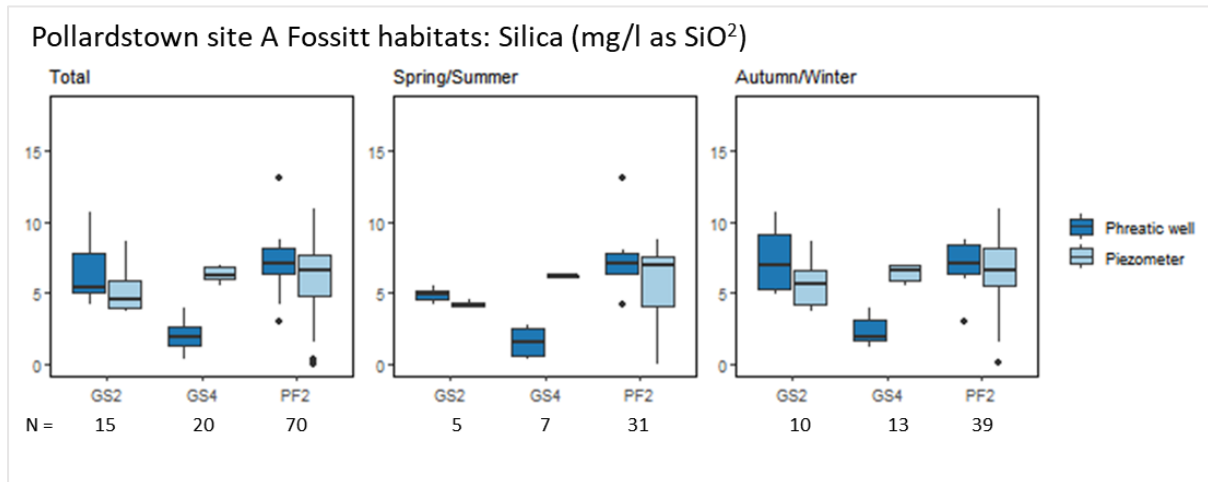 Pollardstown site A Fossitt habitats: Silica (mg/l as SiO²)
Total Spring/Summer Autumn/Winter
15 15 15
10 10 10
5 5 5
0 0 0
Phreatic well
Piezometer
GS2 GS4 PF2 GS2 GS4 PF2 GS2 GS4 PF2
N = 15 20 70 5 7 31 10 13 39